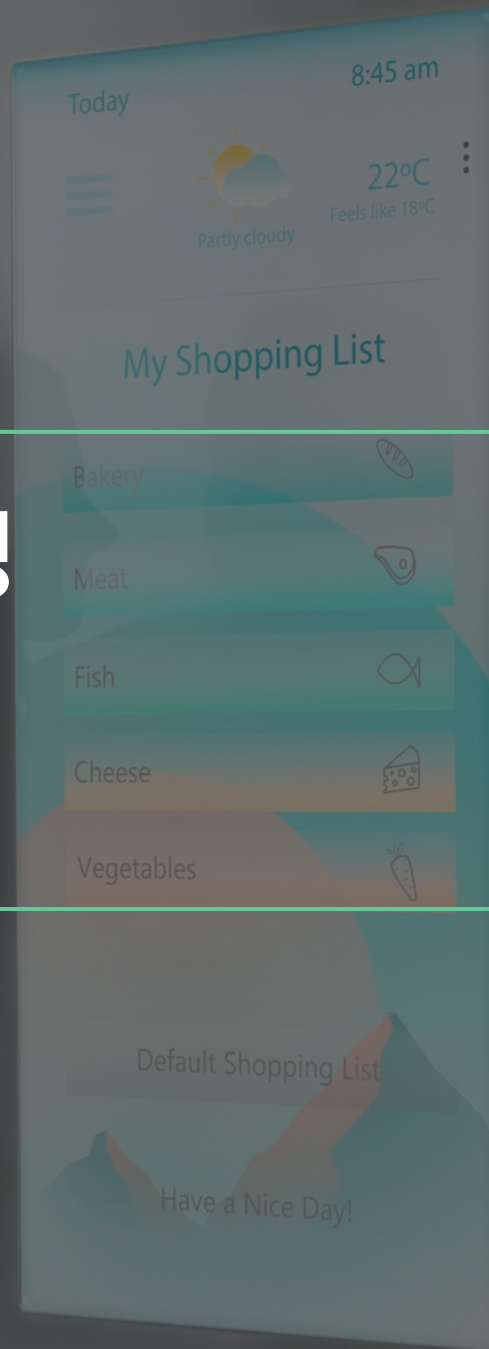 8:45 am
Today
22ºC
Feels like 18ºC
Partly cloudy
My Shopping List
Bakery
!
Meat
Fish
Cheese
Vegetables
Default Shopping List
Have a Nice Day!